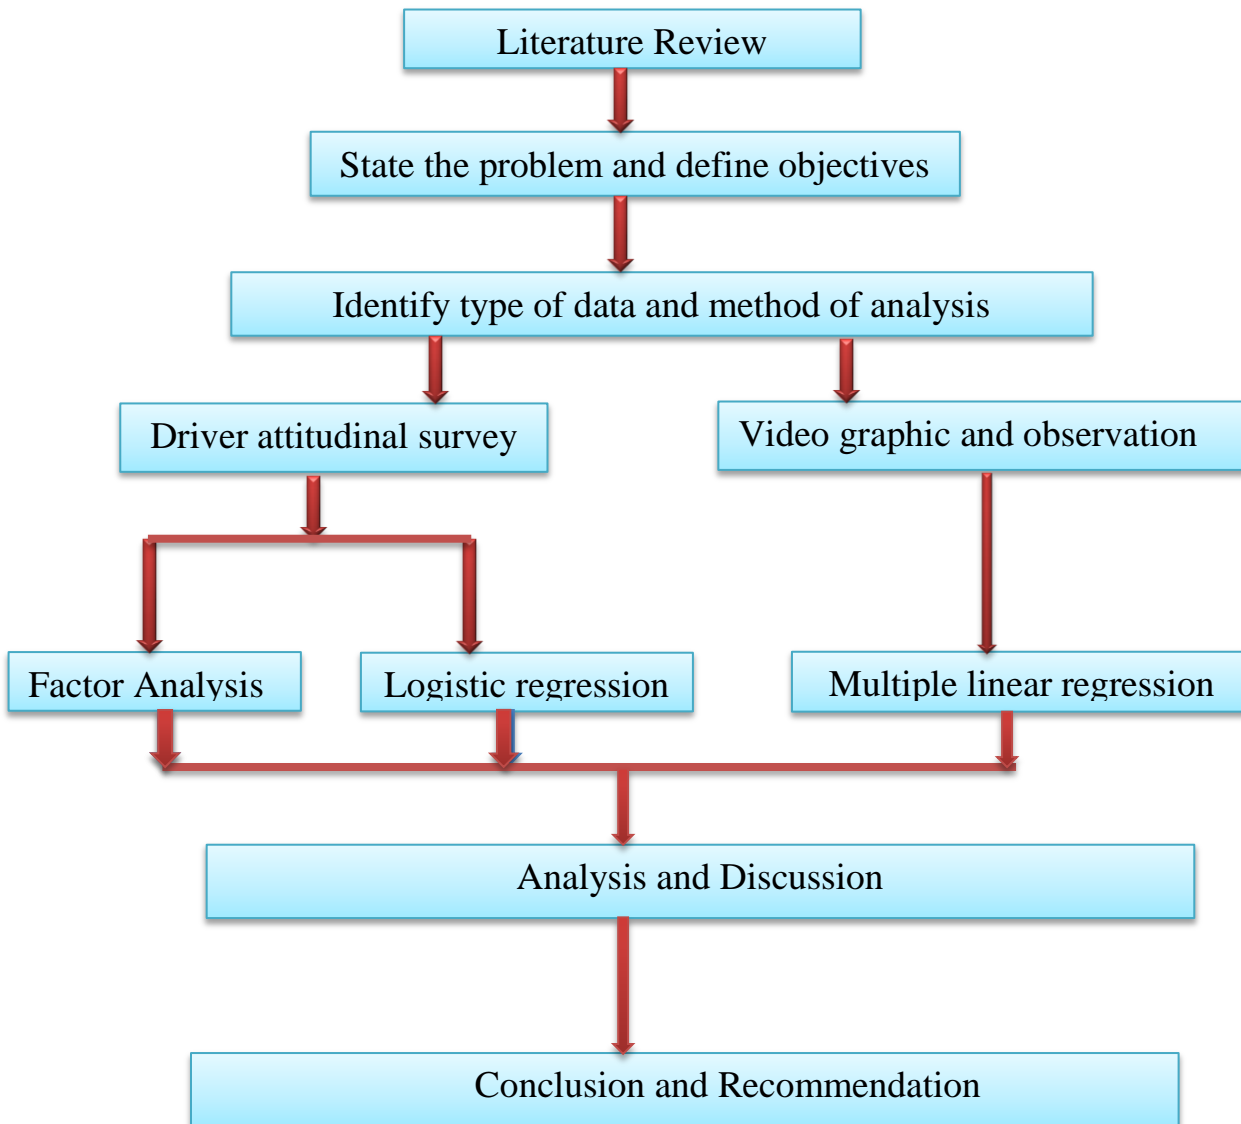 Literature Review
State the problem and define objectives
Identify type of data and method of analysis
Driver attitudinal survey
Video graphic and observation
Factor Analysis
Logistic regression
Multiple linear regression
Analysis and Discussion
Conclusion and Recommendation